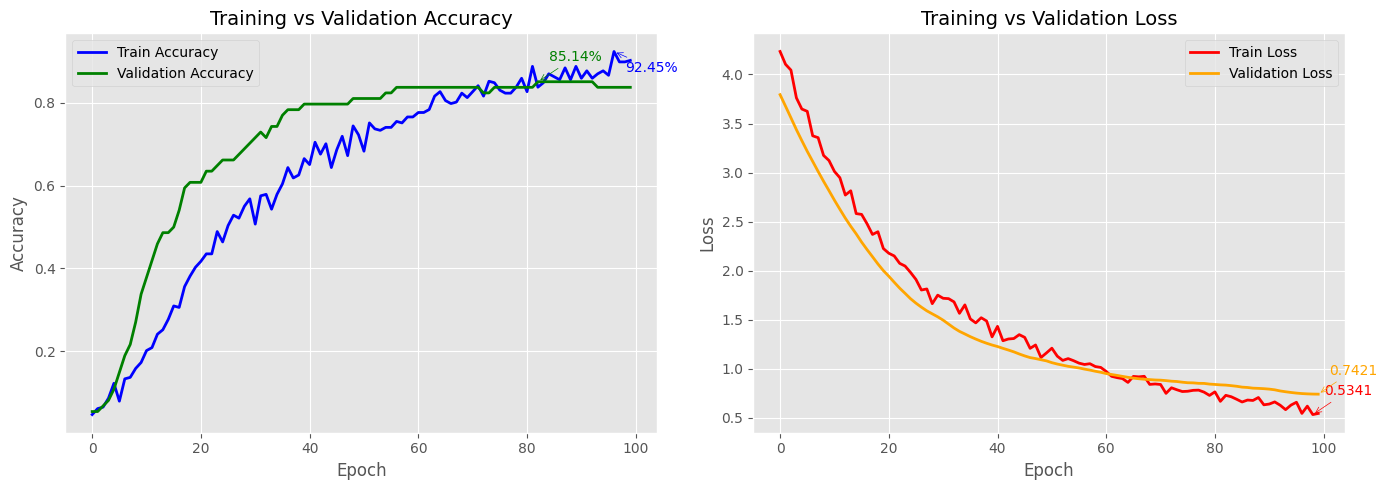 Training vs Validation Accuracy
Train Accuracy
Validation Accuracy
85.14%
92.45%
Accuracy
0.8
0.6
0.4
0.2
0 20 40 60 80 100
Epoch
Training vs Validation Loss
Train Loss
Validation Loss
0.7421
0.5341
Loss
4.0
3.5
3.0
2.5
2.0
1.5
1.0
0.5
0 20 40 60 80 100
Epoch